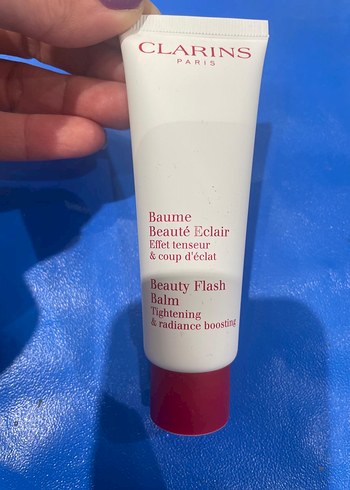 CLARINS
PARIS
Baume
Beauté Eclair
Effet tenseur
& coup d'éclat
Beauty Flash
Balm
Tightening
& radiance boosting